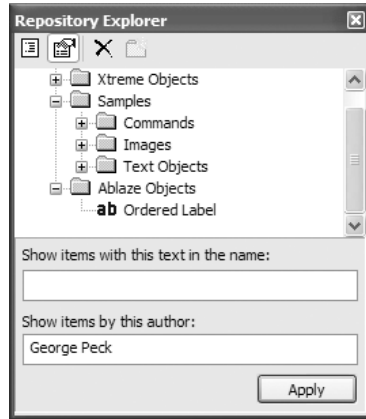 Repository Explorer
Xtreme Objects
Samples
Commands
Images
Text Objects
Ablaze Objects
ab Ordered Label
Show items with this text in the name:
Show items by this author:
George Peck
Apply